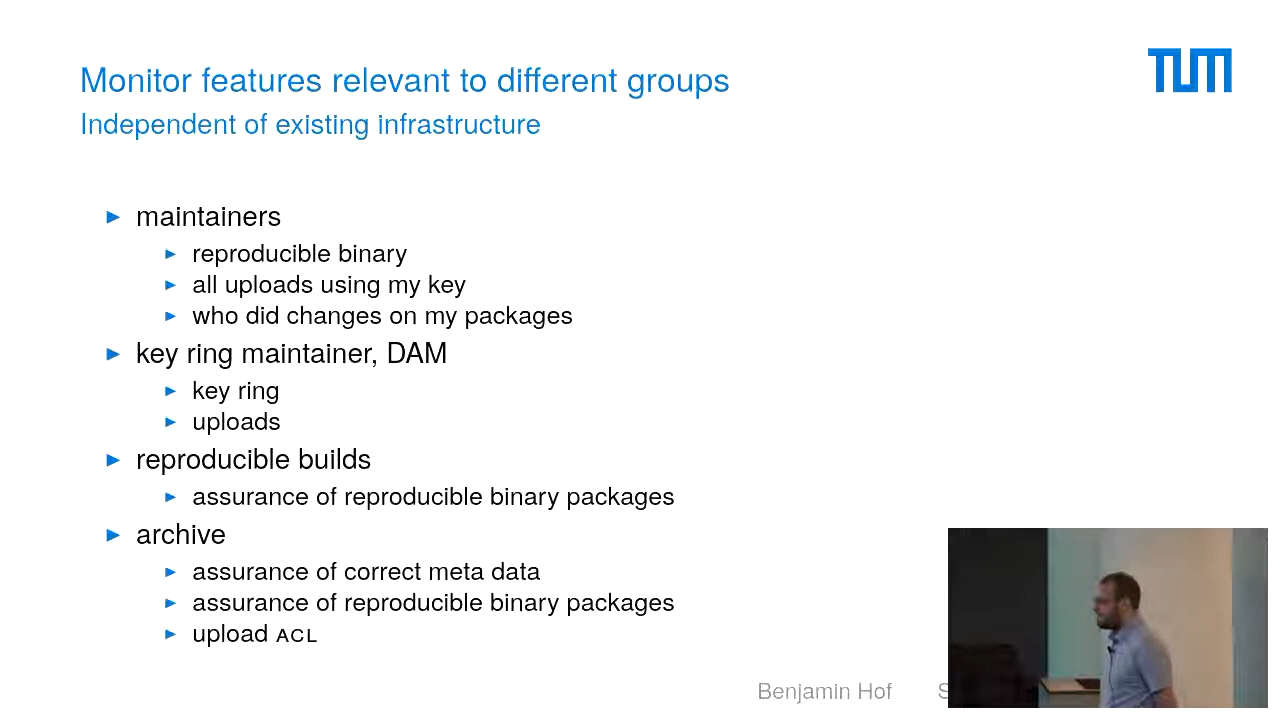 Monitor features relevant to different groups
TUM
Independent of existing infrastructure
maintainers
reproducible binary
all uploads using my key
who did changes on my packages
key ring maintainer, DAM
key ring
uploads
reproducible builds
assurance of reproducible binary packages
archive
assurance of correct meta data
assurance of reproducible binary packages
upload ACL
Benjamin Hof S